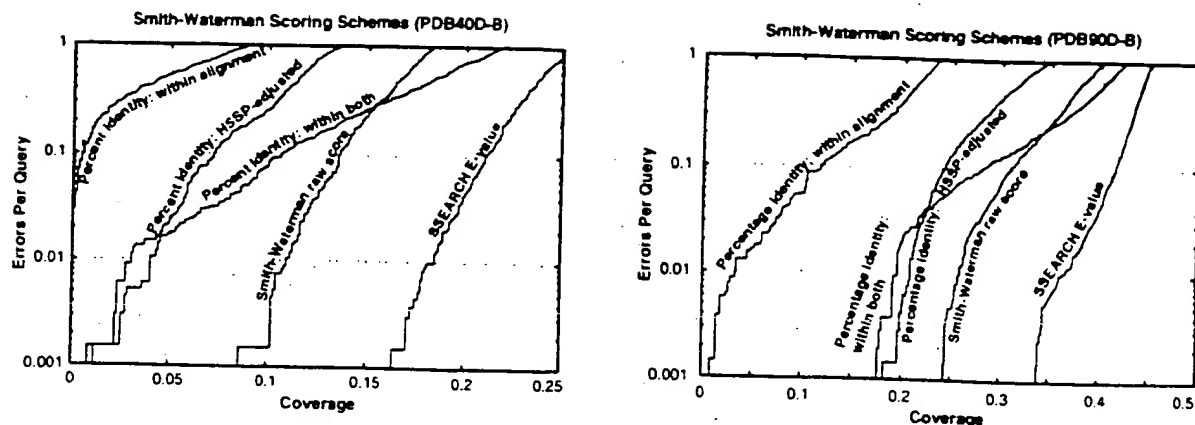 Smith-Waterman Scoring Schemes (PDB40D-B)
1
0.1
0.01
0.001
Errors Per Query
Percent Identity: within alignment
Percent Identity: HSSP-adjusted
Percent Identity: within both
Smith-Waterman raw score
SSEARCH E-value
0
0.05
0.1
0.15
0.2
0.25
Coverage
Smith-Waterman Scoring Schemes (PDB90D-B)
1
0.1
0.01
0.001
Errors Per Query
Percentage Identity: within alignment
Percentage Identity:
within both
Percentage Identity: HSSP-adjusted
Smith-Waterman raw score
SSEARCH E-value
0
0.1
0.2
0.3
0.4
0.5
Coverage